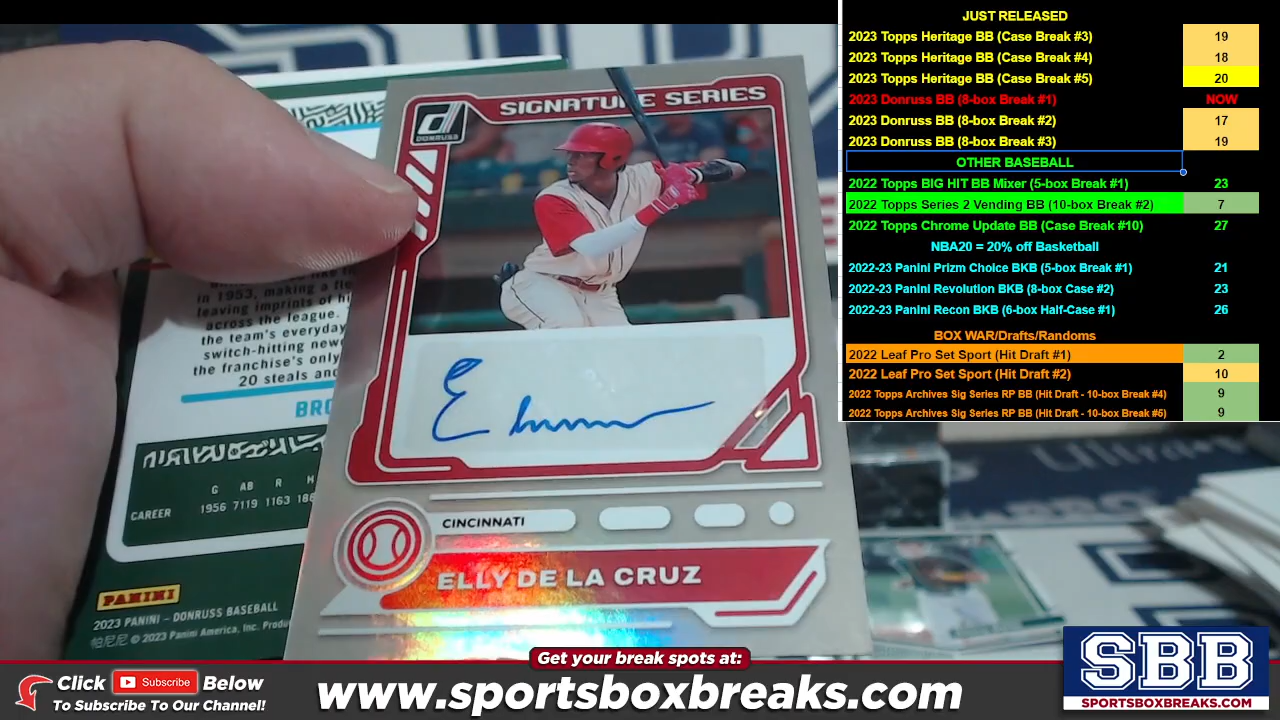 DONRUSS
SIGNATURE SERIES
CINCINNATI
ELLY DE LA CRUZ
in 1953, making a
leaving imprints of
across the league.
the team's everyday
switch-hitting
the franchise's only
20 steals and
BRO
G AB R H
CAREER 1956 7119 1163 188
PANINI
2023 PANINI - DONRUSS BASEBALL
帕尼尼 © 2023 Panini America, Inc.
JUST RELEASED
2023 Topps Heritage BB (Case Break #3) 19
2023 Topps Heritage BB (Case Break #4) 18
2023 Topps Heritage BB (Case Break #5) 20
2023 Donruss BB (8-box Break #1) NOW
2023 Donruss BB (8-box Break #2) 17
2023 Donruss BB (8-box Break #3) 19
OTHER BASEBALL
2022 Topps BIG HIT BB Mixer (5-box Break #1) 23
2022 Topps Series 2 Vending BB (10-box Break #2) 7
2022 Topps Chrome Update BB (Case Break #10) 27
NBA20 = 20% off Basketball
2022-23 Panini Prizm Choice BKB (5-box Break #1) 21
2022-23 Panini Revolution BKB (8-box Case #2) 23
2022-23 Panini Recon BKB (6-box Half-Case #1) 26
BOX WAR/Drafts/Randoms
2022 Leaf Pro Set Sport (Hit Draft #1) 2
2022 Leaf Pro Set Sport (Hit Draft #2) 10
2022 Topps Archives Sig Series RP BB (Hit Draft - 10-box Break #4) 9
2022 Topps Archives Sig Series RP BB (Hit Draft - 10-box Break #5) 9
Get your break spots at:
Click Subscribe Below
To Subscribe To Our Channel!
www.sportsboxbreaks.com
SBB
SPORTSBOXBREAKS.COM